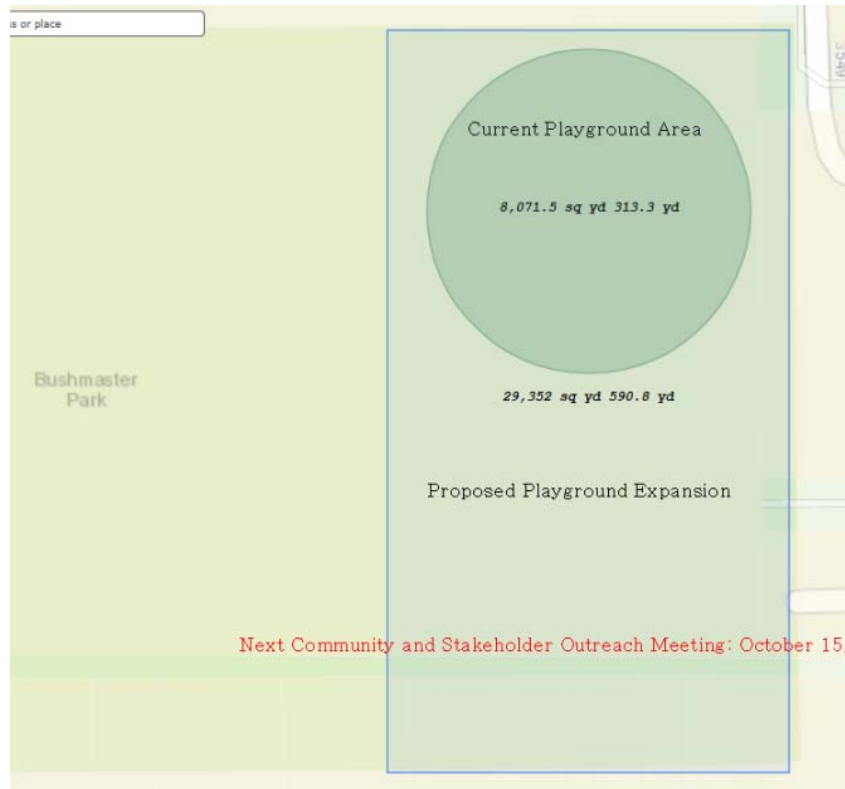 or place
3549
Current Playground Area
8,071.5 sq yd 313.3 yd
Bushmaster
Park
29,352 sq yd 590.8 yd
Proposed Playground Expansion
Next Community and Stakeholder Outreach Meeting: October 15,